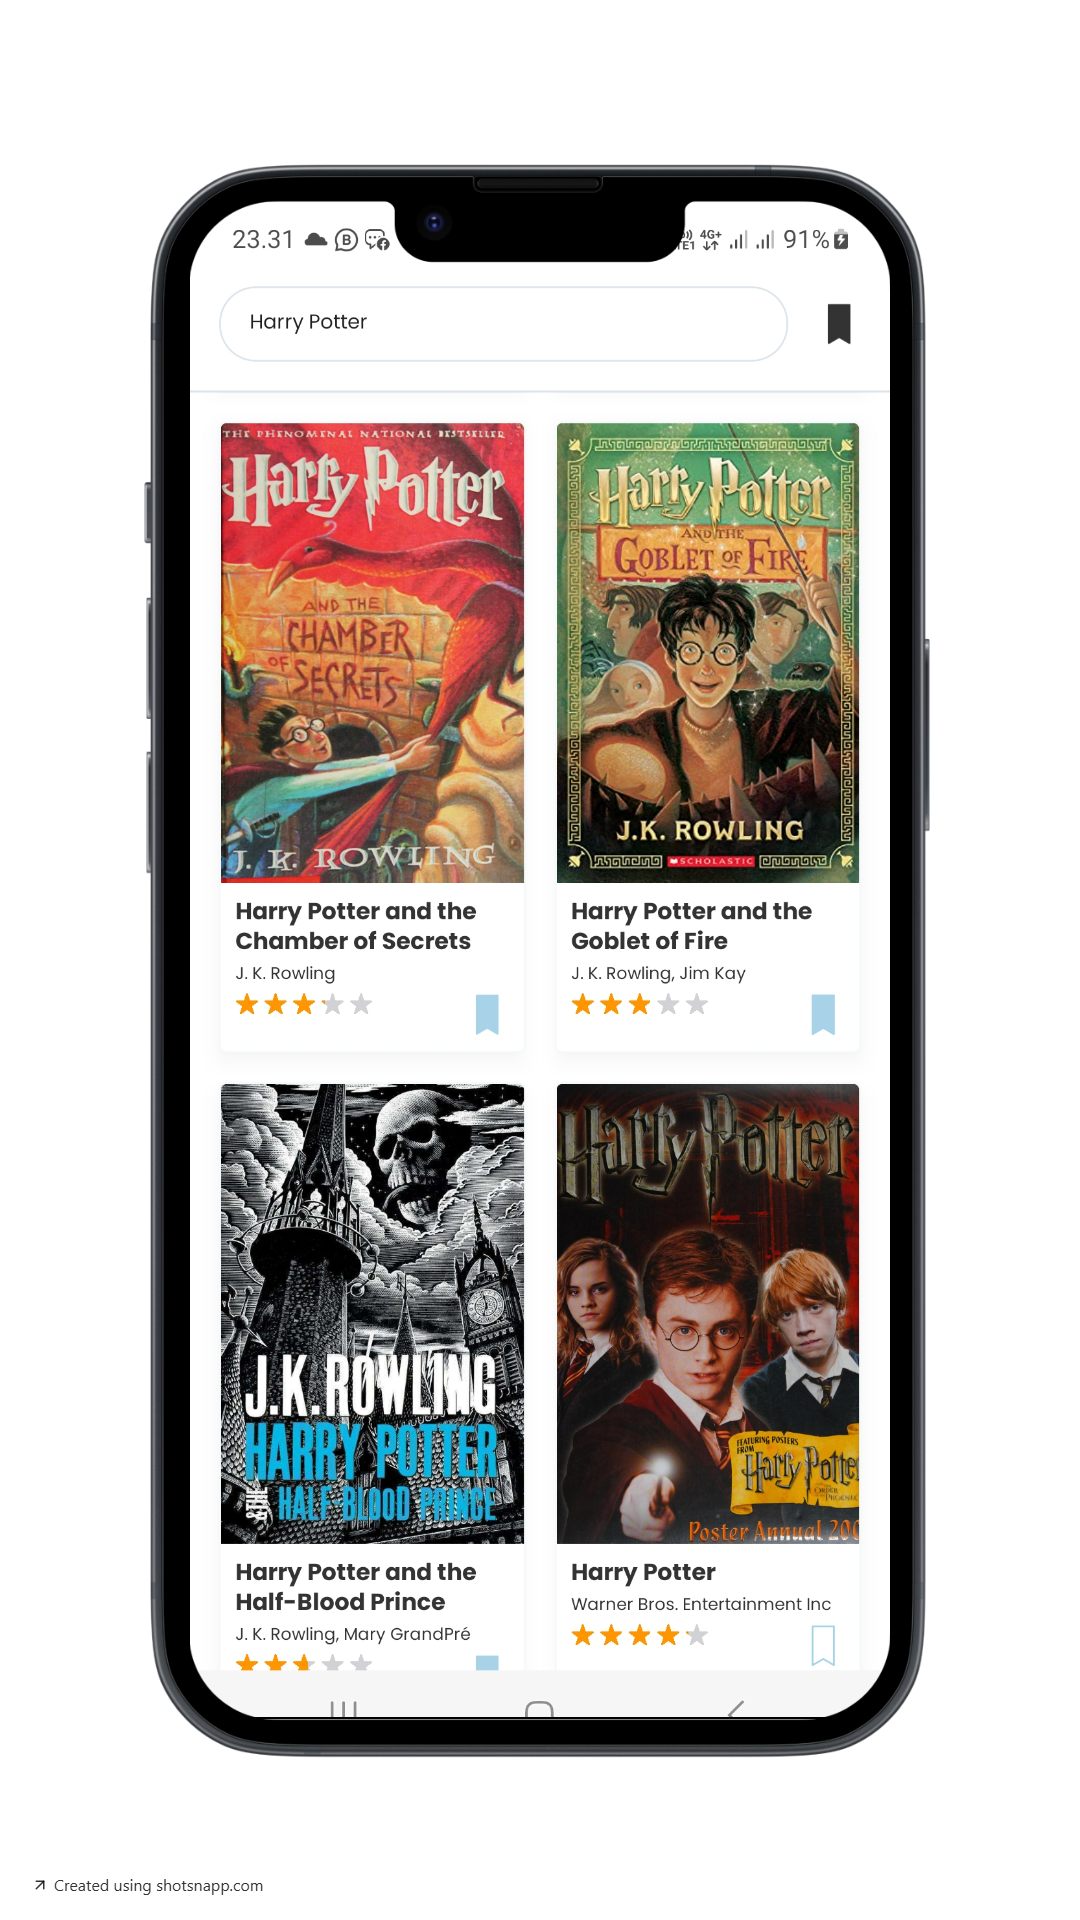 23.31
4G+
91%
Harry Potter
THE PHENOMENAL NATIONAL BESTSELLER
Harry Potter
AND THE
CHAMBER
OF SECRETS
J. K. ROWLING
Harry Potter and the
Chamber of Secrets
J. K. Rowling
Harry Potter
AND THE
GOBLET OF FIRE
J.K. ROWLING
SCHOLASTIC
Harry Potter and the
Goblet of Fire
J. K. Rowling, Jim Kay
J.K. ROWLING
HARRY POTTER
& THE HALF BLOOD PRINCE
Harry Potter and the
Half-Blood Prince
J. K. Rowling, Mary GrandPré
Harry Potter
FEATURING POSTERS
FROM
Harry Potter
ORDER
PHOENIX
Poster Annual 200
Harry Potter
Warner Bros. Entertainment Inc
Created using shotsnapp.com